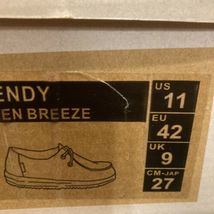 ENDY
EN BREEZE
US 11
EU 42
UK 9
CM-JAP 27